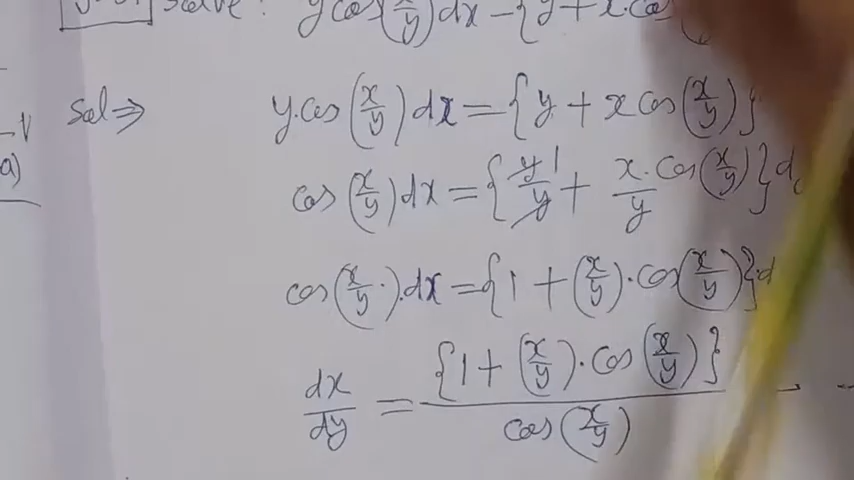 Solve : y cos(x/y) dx - {y + x.cos
Sol ⇒ y.cos(x/y) dx = {y + x cos(x/y)}
cos(x/y) dx = {y/y 1 + x.cos(x/y)/y} d
a)
cos(x/y).dx = {1 + (x/y).cos(x/y)} d
dx/dy = {1 + (x/y).cos(x/y)} / cos(x/y)